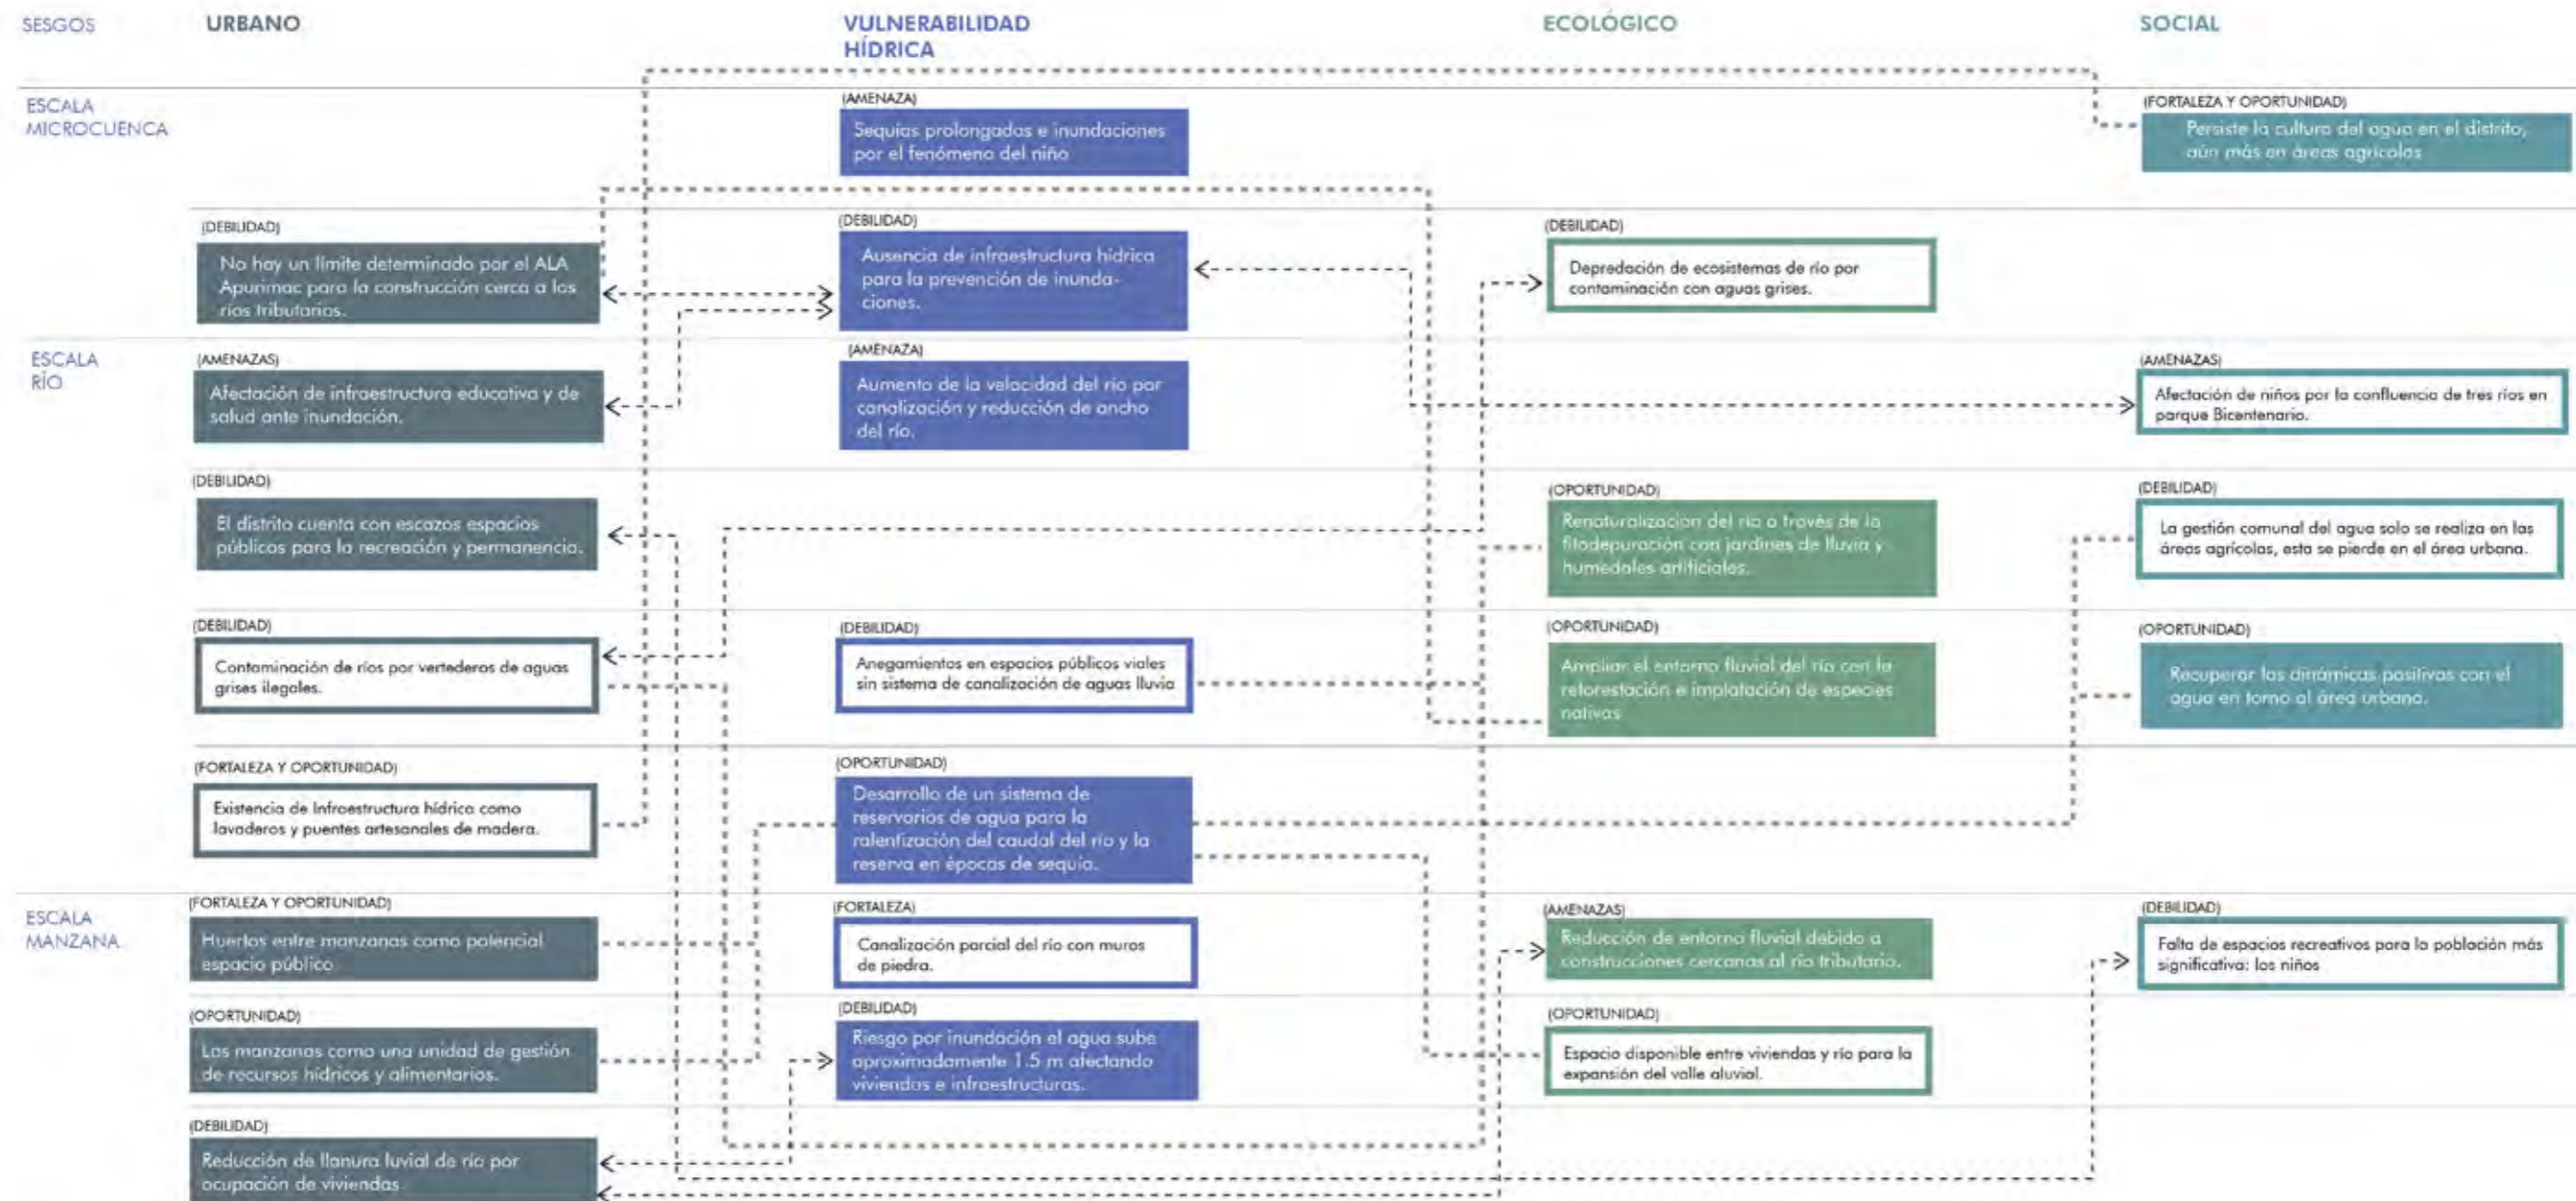 SESGOS
URBANO
VULNERABILIDAD
HÍDRICA
ECOLÓGICO
SOCIAL
ESCALA
MICROCUENCA
(AMENAZA)
Sequías prolongadas e inundaciones
por el fenómeno del niño
(FORTALEZA Y OPORTUNIDAD)
Persiste la cultura del agua en el distrito,
aún más en áreas agrícolas
(DEBILIDAD)
No hay un límite determinado por el ALA
Apurimac para la construcción cerca a los
ríos tributarios.
(DEBILIDAD)
Ausencia de infraestructura hídrica
para la prevención de inunda-
ciones.
(DEBILIDAD)
Depredación de ecosistemas de río por
contaminación con aguas grises.
ESCALA
RÍO
(AMENAZAS)
Afectación de infraestructura educativa y de
salud ante inundación.
(AMENAZA)
Aumento de la velocidad del río por
canalización y reducción de ancho
del río.
(AMENAZAS)
Afectación de niños por la confluencia de tres ríos en
parque Bicentenario.
(DEBILIDAD)
El distrito cuenta con escazos espacios
públicos para la recreación y permanencia.
(OPORTUNIDAD)
Renaturalización del río a través de la
fitodepuración con jardines de lluvia y
humedales artificiales.
(DEBILIDAD)
La gestión comunal del agua solo se realiza en las
áreas agrícolas, esta se pierde en el área urbana.
(DEBILIDAD)
Contaminación de ríos por vertederos de aguas
grises ilegales.
(DEBILIDAD)
Anegamientos en espacios públicos viales
sin sistema de canalización de aguas lluvia
(OPORTUNIDAD)
Ampliar el entorno fluvial del río con la
reforestación e implatación de especies
nativas
(OPORTUNIDAD)
Recuperar las dinámicas positivas con el
agua en torno al área urbana.
(FORTALEZA Y OPORTUNIDAD)
Existencia de Infraestructura hídrica como
lavaderos y puentes artesanales de madera.
(OPORTUNIDAD)
Desarrollo de un sistema de
reservorios de agua para la
ralentización del caudal del río y la
reserva en épocas de sequía.
ESCALA
MANZANA
(FORTALEZA Y OPORTUNIDAD)
Huertos entre manzanas como potencial
espacio público
(FORTALEZA)
Canalización parcial del río con muros
de piedra.
(AMENAZAS)
Reducción de entorno fluvial debido a
construcciones cercanas al río tributario.
(DEBILIDAD)
Falta de espacios recreativos para la población más
significativa: los niños
(OPORTUNIDAD)
Las manzanas como una unidad de gestión
de recursos hídricos y alimentarios.
(DEBILIDAD)
Riesgo por inundación el agua sube
aproximadamente 1.5 m afectando
viviendas e infraestructuras.
(OPORTUNIDAD)
Espacio disponible entre viviendas y río para la
expansión del valle aluvial.
(DEBILIDAD)
Reducción de llanura luvial de río por
ocupación de viviendas